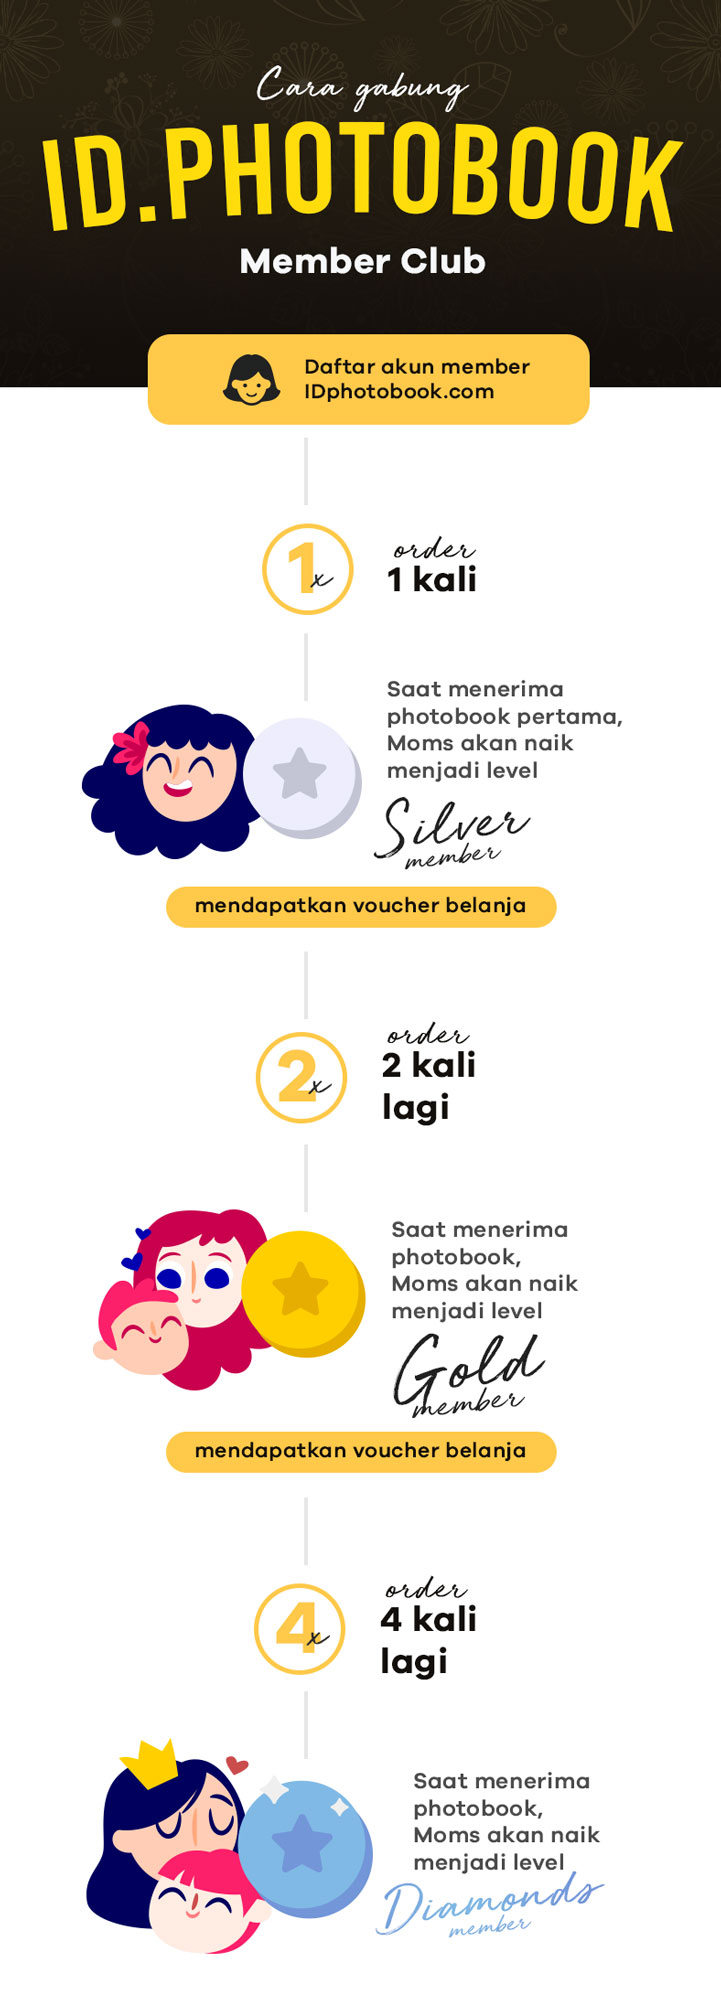 Cara gabung
ID.PHOTOBOOK
Member Club
Daftar akun member
IDphotobook.com
1x
order
1 kali
Saat menerima
photobook pertama,
Moms akan naik
menjadi level
Silver
member
mendapatkan voucher belanja
2x
order
2 kali
lagi
Saat menerima
photobook,
Moms akan naik
menjadi level
Gold
member
mendapatkan voucher belanja
4x
order
4 kali
lagi
Saat menerima
photobook,
Moms akan naik
menjadi level
Diamonds
member